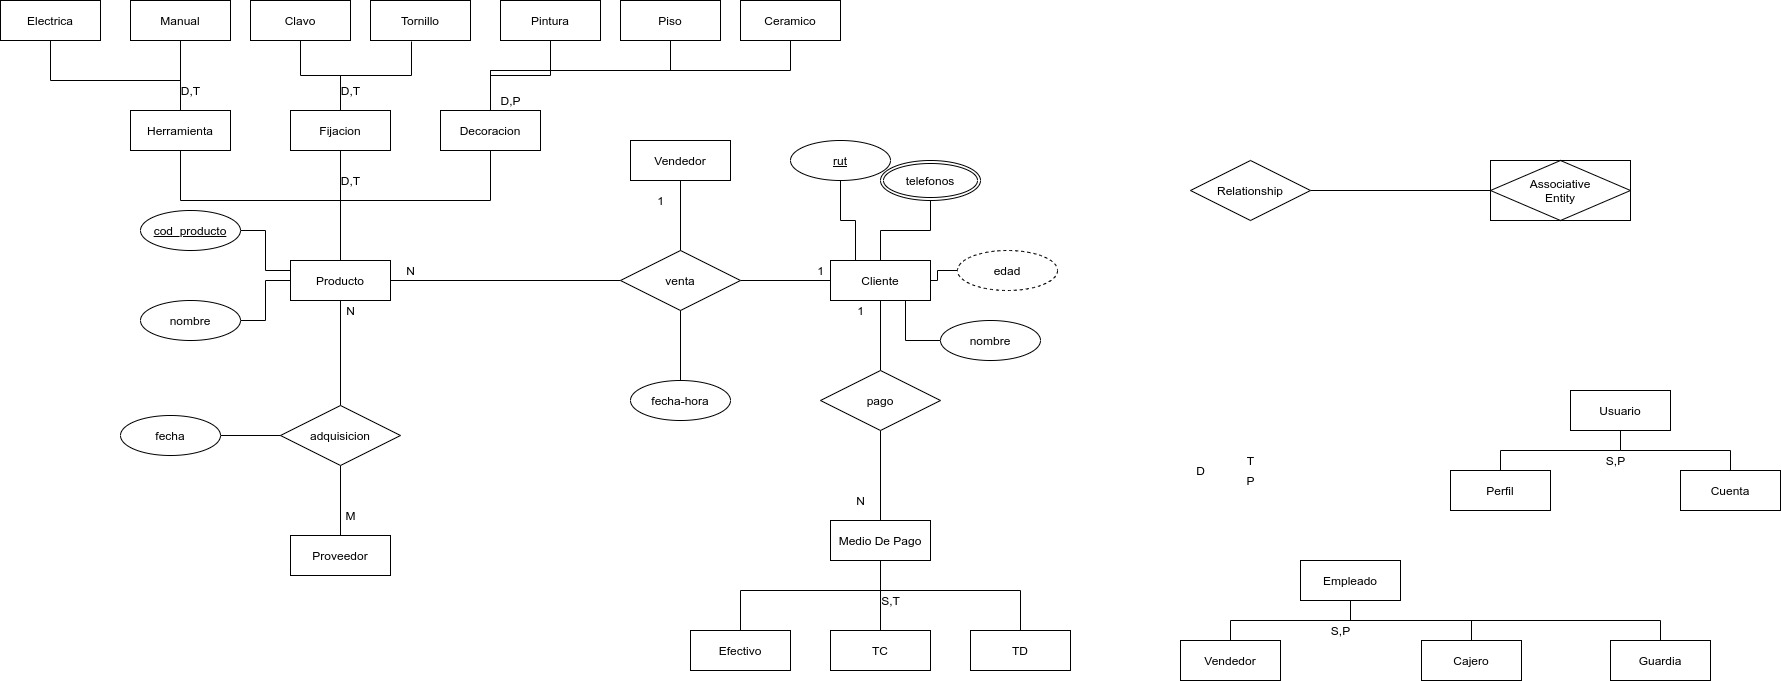 Electrica
Manual
Clavo
Tornillo
Pintura
Piso
Ceramico
D,T
D,T
D,P
Herramienta
Fijacion
Decoracion
D,T
Vendedor
1
rut
telefonos
Relationship
Associative
Entity
cod_producto
Producto
N
venta
1
Cliente
edad
nombre
N
1
nombre
fecha-hora
pago
fecha
adquisicion
Usuario
S,P
Perfil
Cuenta
D
T
P
N
M
Proveedor
Medio De Pago
S,T
Efectivo
TC
TD
Empleado
S,P
Vendedor
Cajero
Guardia